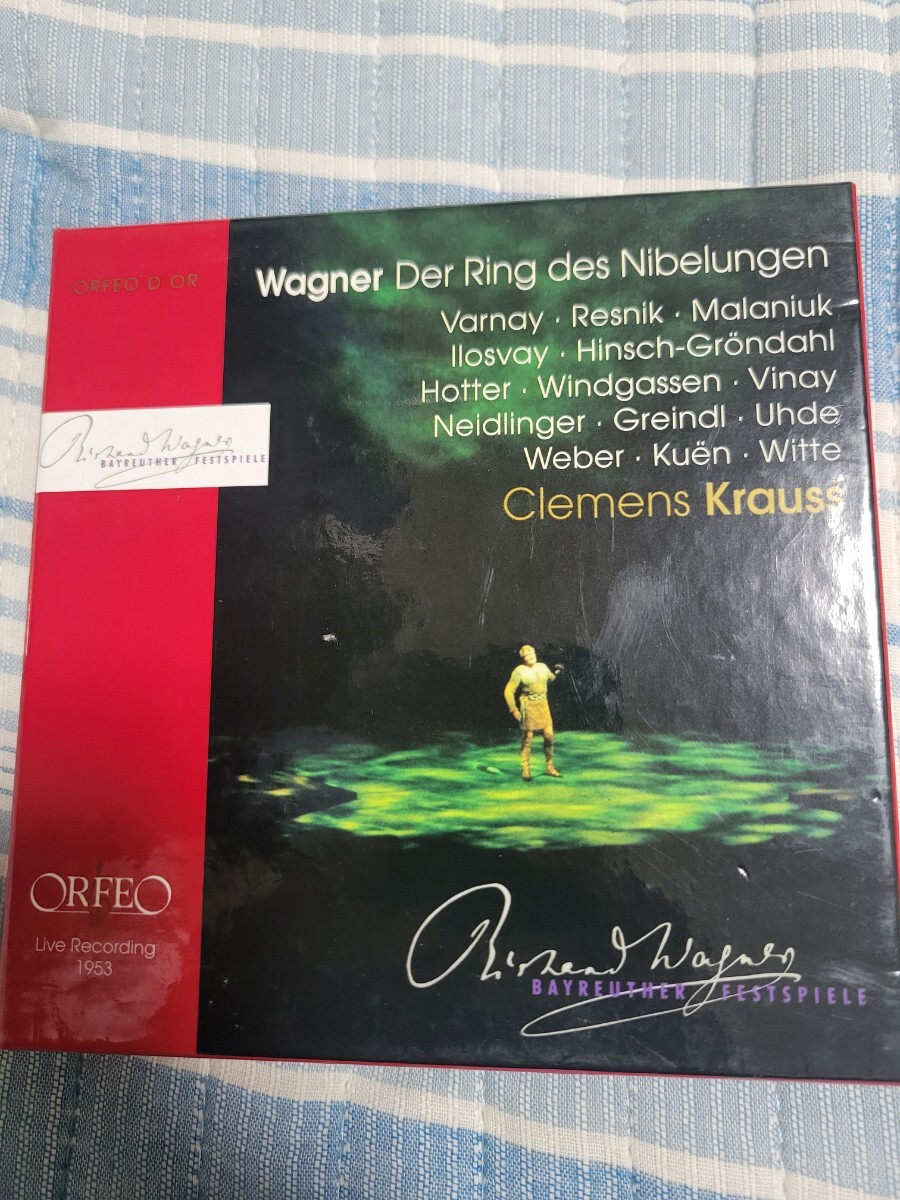 ORFEO D'OR
Wagner Der Ring des Nibelungen
Varnay · Resnik · Malaniuk
Ilosvay · Hinsch-Gröndahl
Hotter · Windgassen · Vinay
Neidlinger · Greindl · Uhde
Weber · Kuën · Witte
Clemens Krauss
Richard Wagner
BAYREUTHER FESTSPIELE
ORFEO
Live Recording
1953
Richard Wagner
BAYREUTHER FESTSPIELE